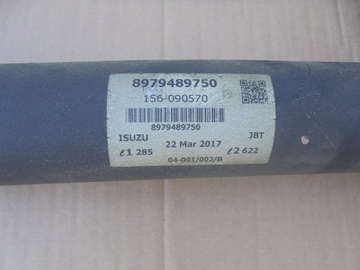 8979489750
156-090570
8979489750
ISUZU
JBT
22 Mar 2017
ℓ1 285
ℓ2 622
04-001/002/B